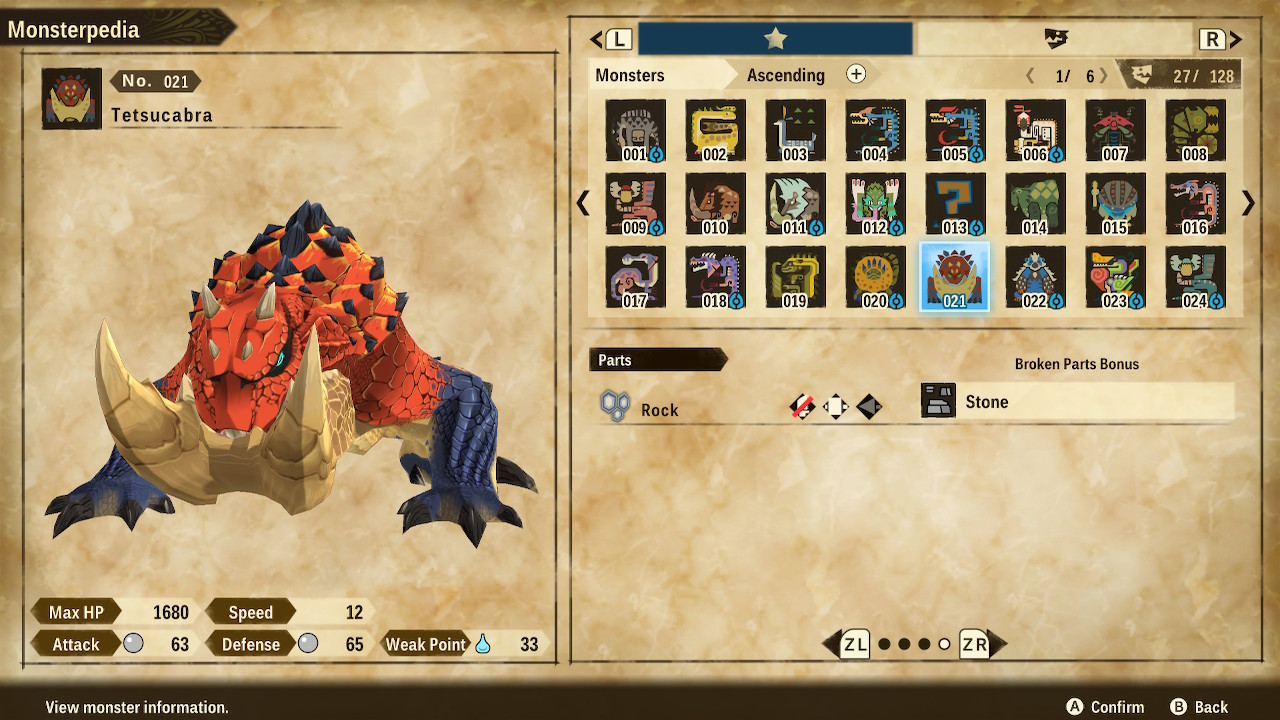 Monsterpedia
No. 021
Tetsucabra
Max HP 1680 Speed 12
Attack 63 Defense 65 Weak Point 33
L R
Monsters Ascending 1/ 6 27/ 128
001 002 003 004 005 006 007 008
009 010 011 012 013 014 015 016
017 018 019 020 021 022 023 024
Parts
Broken Parts Bonus
Rock Stone
ZL ZR
View monster information.
A Confirm B Back